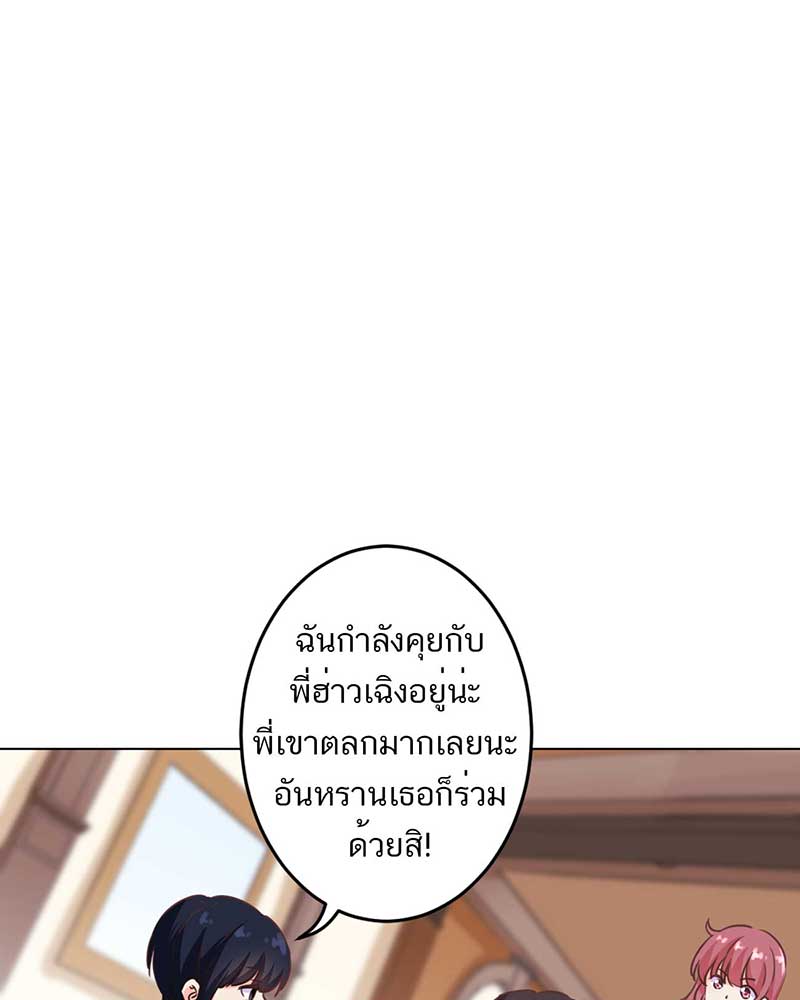 ฉันกำลังคุยกับ
พี่ฮ่าวเฉิงอยู่น่ะ
พี่เขาตลกมากเลยนะ
อันหรานเธอก็ร่วม
ด้วยสิ!